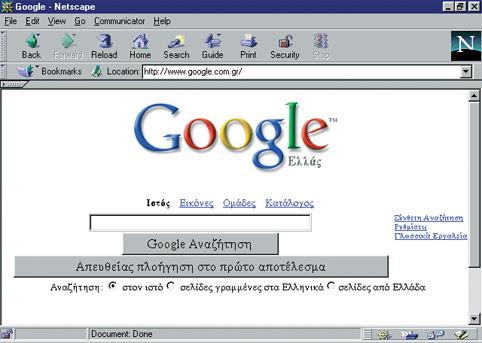 Google - Netscape
File Edit View Go Communicator Help
Back Forward Reload Home Search Guide Print Security Stop
Bookmarks Location: http://www.google.com.gr/
N
Google™
Ελλάς
Ιστός Εικόνες Ομάδες Κατάλογος
Σύνθετη Αναζήτηση
Ρυθμίσεις
Γλωσσικά Εργαλεία
Google Αναζήτηση
Απευθείας πλοήγηση στο πρώτο αποτέλεσμα
Αναζήτηση: στον ιστό σελίδες γραμμένες στα Ελληνικά σελίδες από Ελλάδα
Document: Done